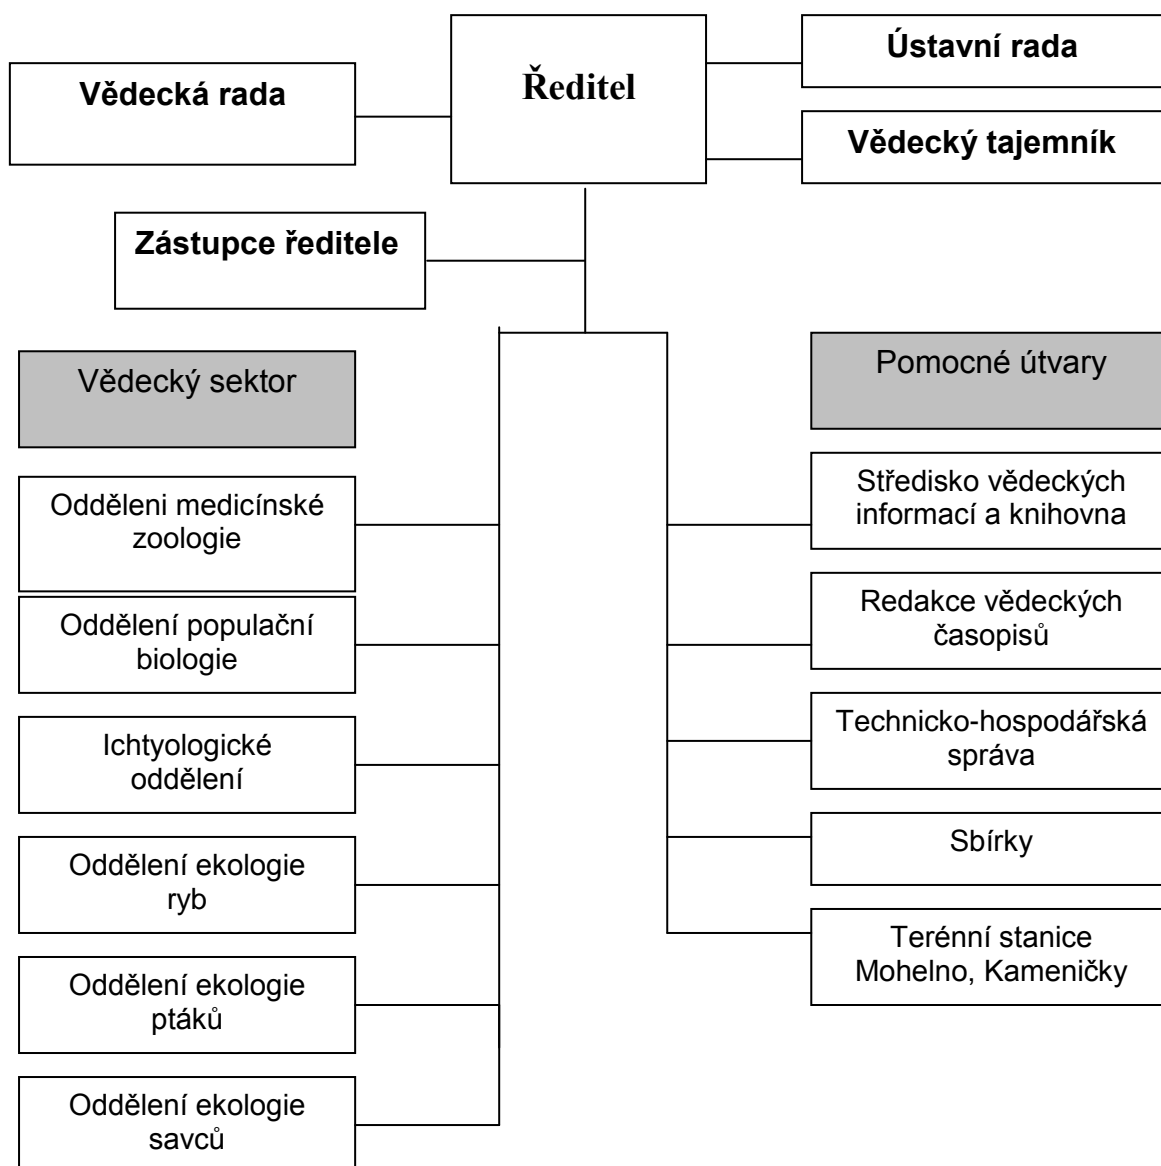 Vědecká rada
Ředitel
Ústavní rada
Vědecký tajemník
Zástupce ředitele
Vědecký sektor
Odděleni medicínské
zoologie
Oddělení populační
biologie
Ichtyologické
oddělení
Oddělení ekologie
ryb
Oddělení ekologie
ptáků
Oddělení ekologie
savců
Pomocné útvary
Středisko vědeckých
informací a knihovna
Redakce vědeckých
časopisů
Technicko-hospodářská
správa
Sbírky
Terénní stanice
Mohelno, Kameničky